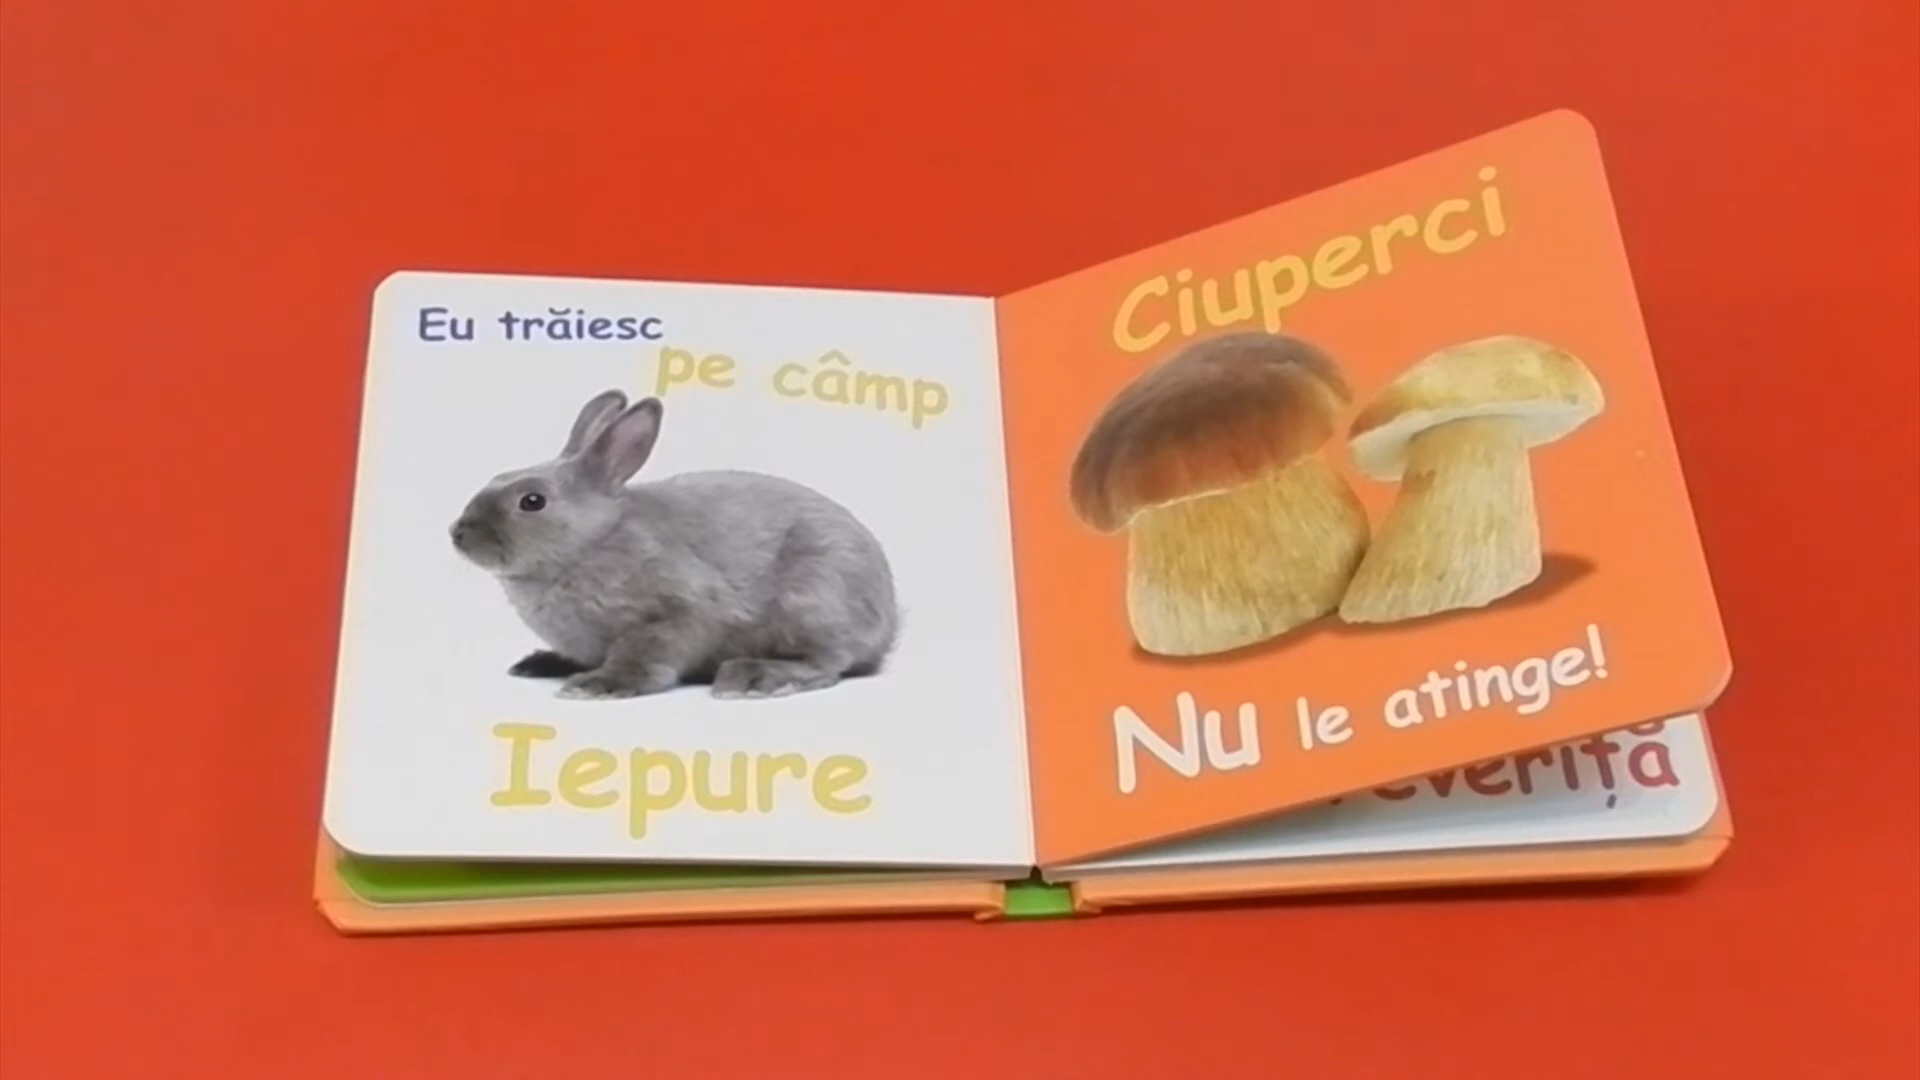 Eu trăiesc
pe câmp
Iepure
Ciuperci
Nu le atinge!